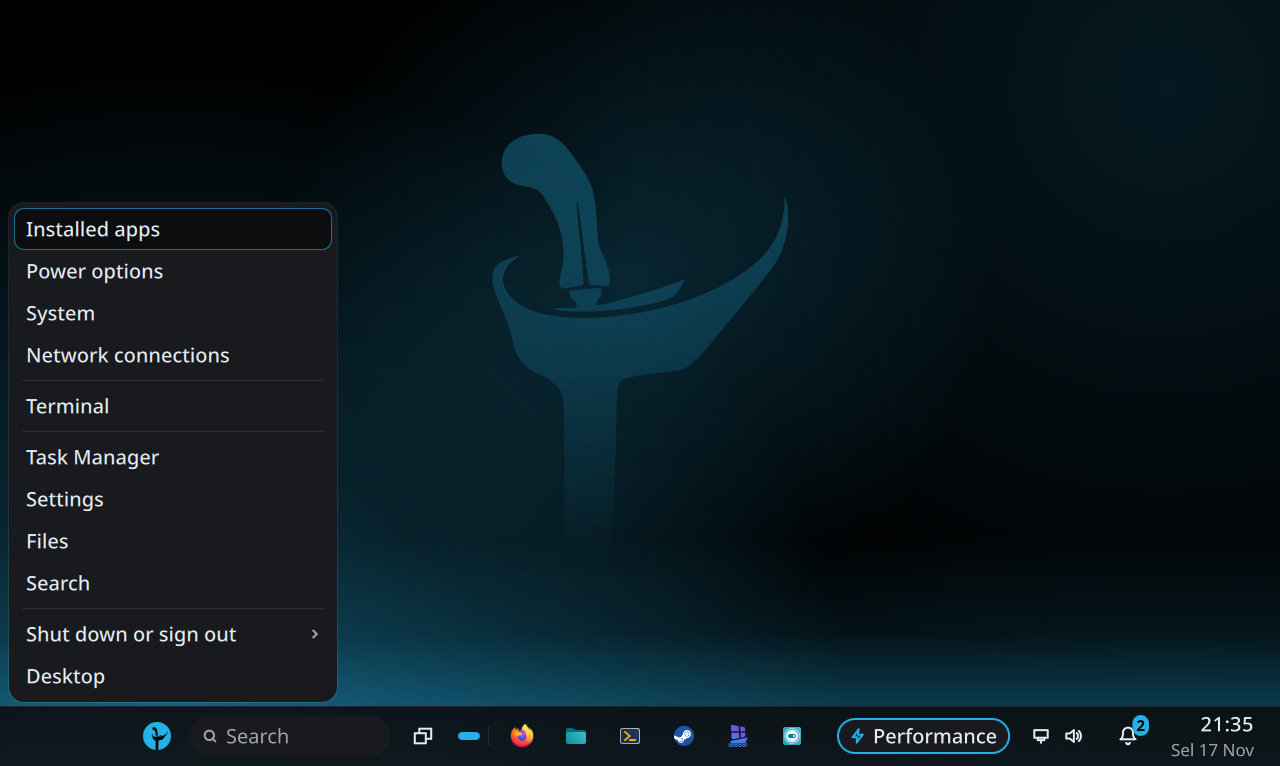 Installed apps
Power options
System
Network connections
Terminal
Task Manager
Settings
Files
Search
Shut down or sign out
Desktop
Search
Performance
2
21:35
Sel 17 Nov